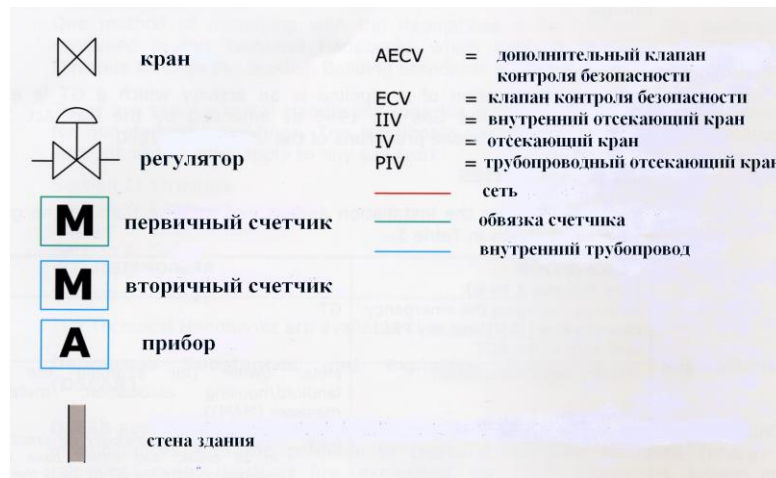 кран
регулятор
M первичный счетчик
M вторичный счетчик
A прибор
стена здания
AECV = дополнительный клапан
контроля безопасности
ECV = клапан контроля безопасности
IIV = внутренний отсекающий кран
IV = отсекающий кран
PIV = трубопроводный отсекающий кран
сеть
обвязка счетчика
внутренний трубопровод